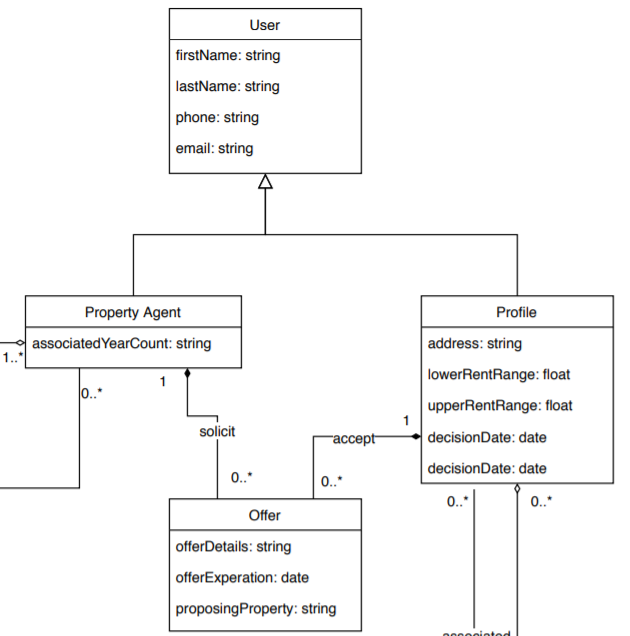 User
firstName: string
lastName: string
phone: string
email: string
Property Agent
associatedYearCount: string
1..*
0..*
1
solicit
0..*
Profile
address: string
lowerRentRange: float
upperRentRange: float
decisionDate: date
decisionDate: date
1
accept
0..*
0..*
0..*
Offer
offerDetails: string
offerExperation: date
proposingProperty: string
associated